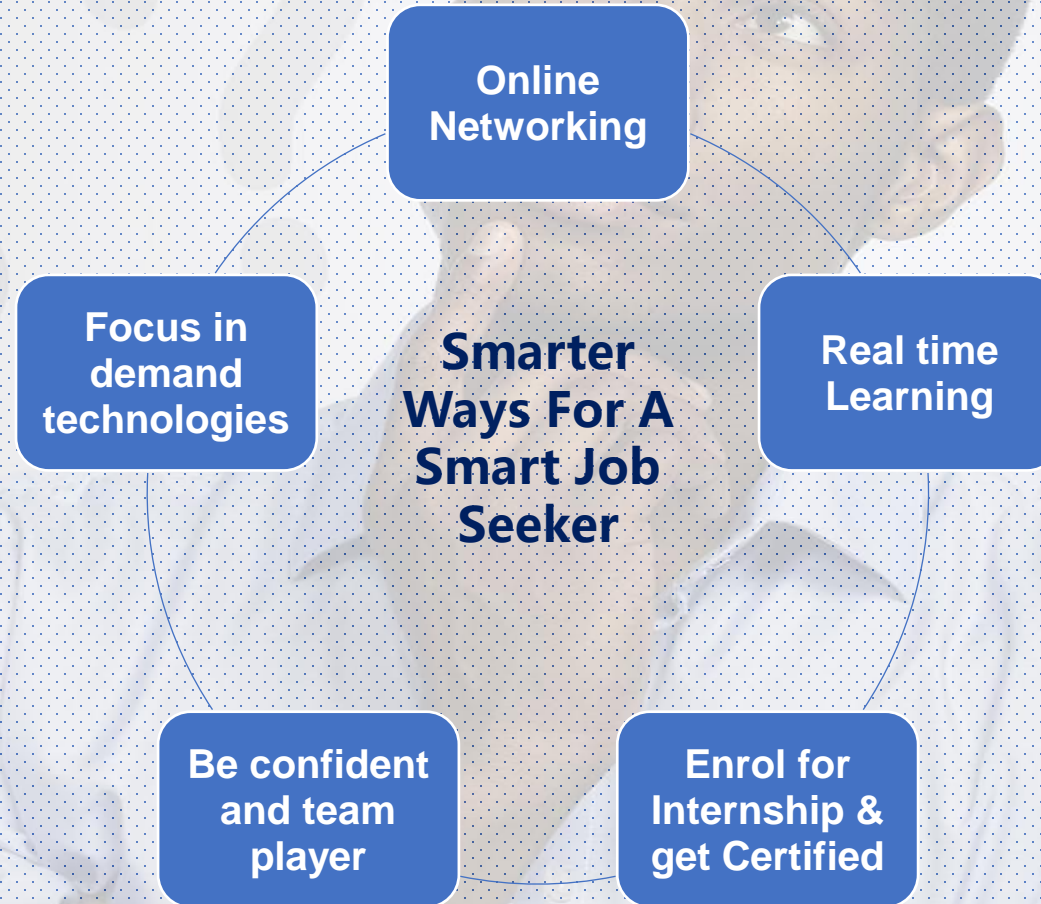 Online
Networking
Focus in
demand
technologies
Smarter
Ways For A
Smart Job
Seeker
Real time
Learning
Be confident
and team
player
Enrol for
Internship &
get Certified